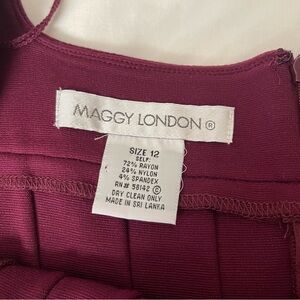 MAGGY LONDON ®
SIZE 12
SELF:
72% RAYON
24% NYLON
4% SPANDEX
RN# 58142 ©
DRY CLEAN ONLY
MADE IN SRI LANKA